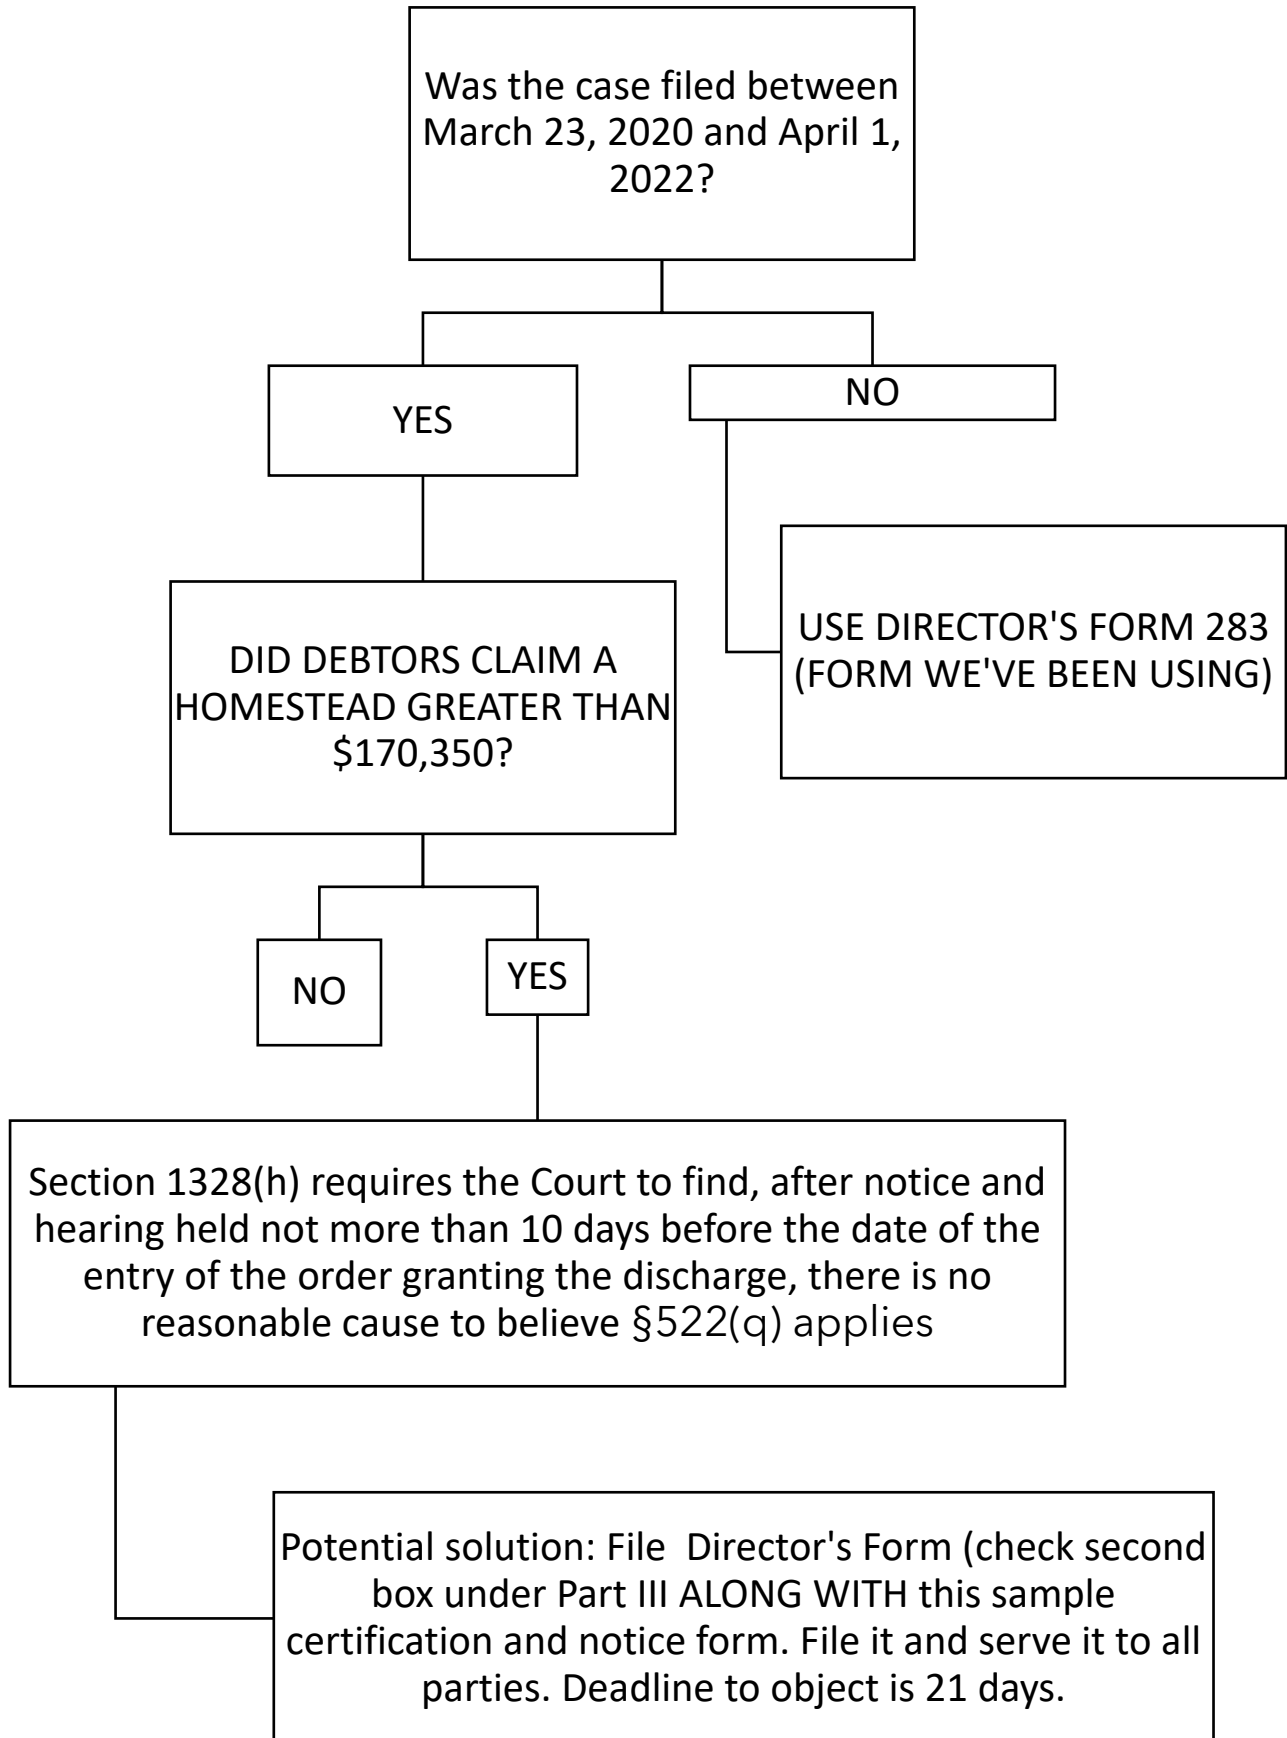 Was the case filed between
March 23, 2020 and April 1,
2022?
YES
NO
USE DIRECTOR'S FORM 283
(FORM WE'VE BEEN USING)
DID DEBTORS CLAIM A
HOMESTEAD GREATER THAN
$170,350?
NO
YES
Section 1328(h) requires the Court to find, after notice and
hearing held not more than 10 days before the date of the
entry of the order granting the discharge, there is no
reasonable cause to believe §522(q) applies
Potential solution: File  Director's Form (check second
box under Part III ALONG WITH this sample
certification and notice form. File it and serve it to all
parties. Deadline to object is 21 days.